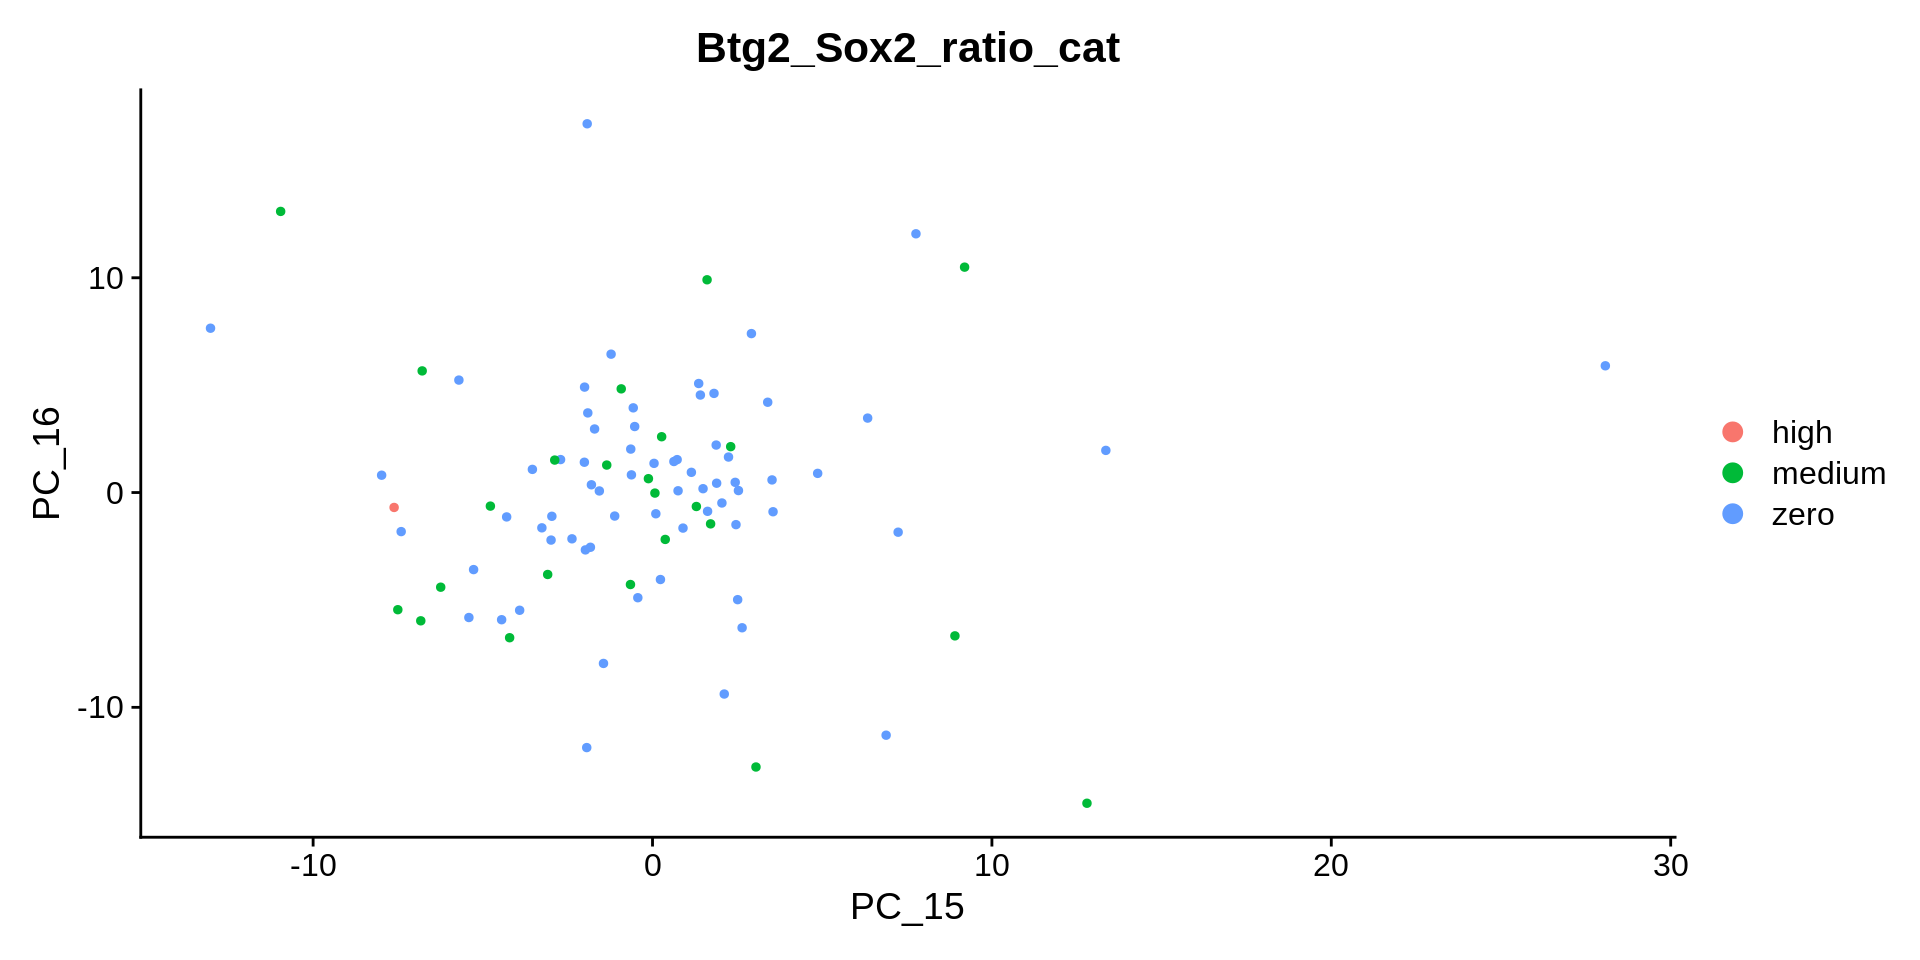 Btg2_Sox2_ratio_cat
PC_16
10
0
-10
-10
0
10
20
30
PC_15
high
medium
zero